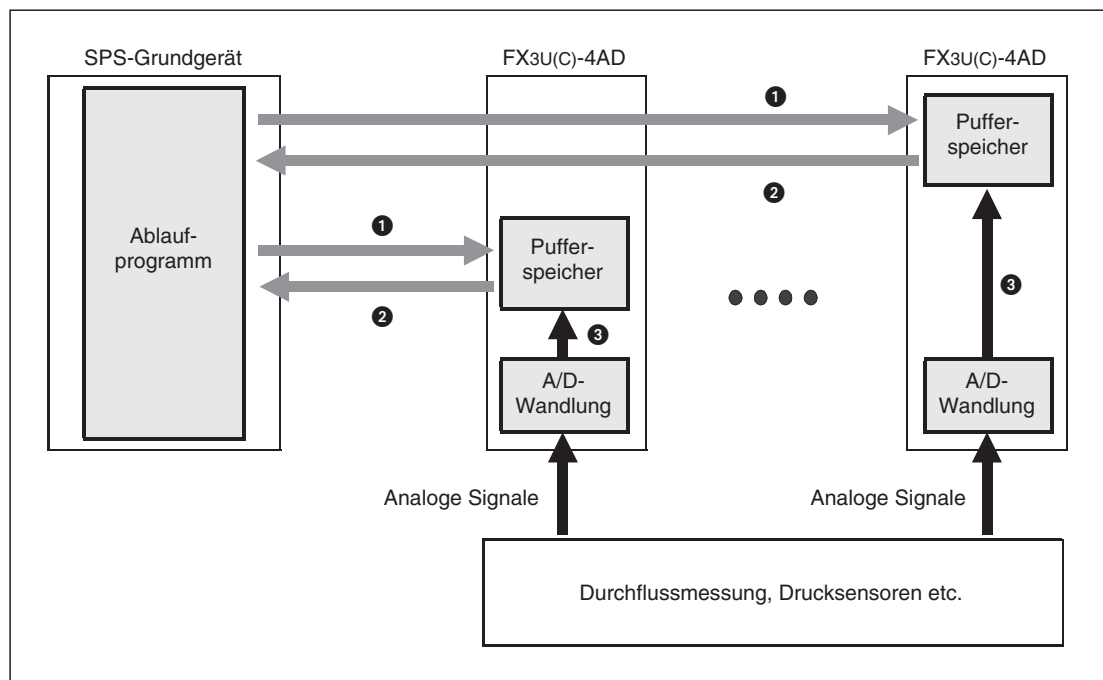 SPS-Grundgerät
FX3U(C)-4AD
FX3U(C)-4AD
❶
Puffer-
speicher
❷
Ablauf-
programm
❶
Puffer-
speicher
❷
❸
❸
A/D-
Wandlung
A/D-
Wandlung
Analoge Signale
Analoge Signale
Durchflussmessung, Drucksensoren etc.